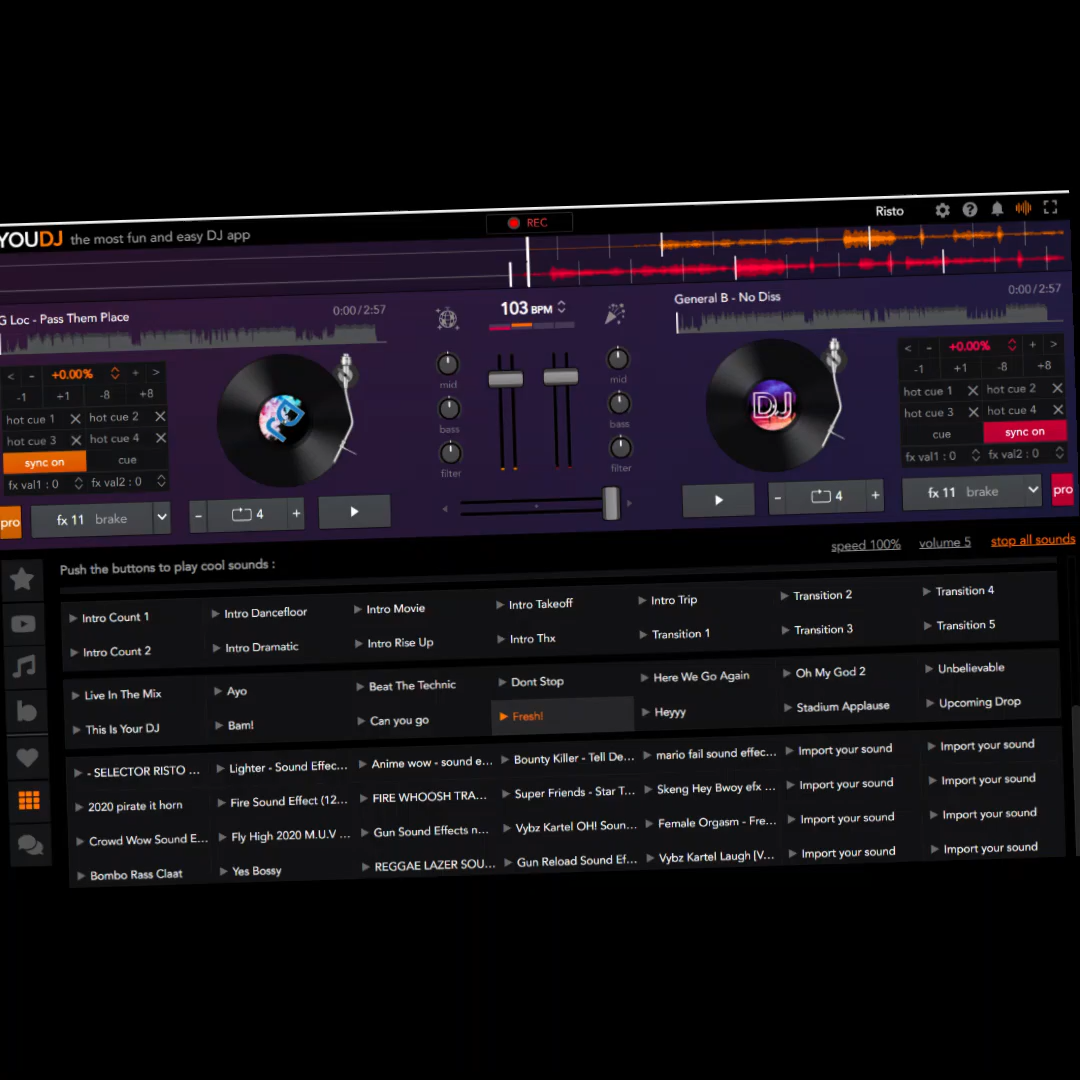 YOUDJ the most fun and easy DJ app
REC
Risto
G Loc - Pass Them Place
0:00 / 2:57
103 BPM
General B - No Diss
0:00 / 2:57
< - +0.00% + >
-1 +1 -8 +8
hot cue 1 hot cue 2
hot cue 3 hot cue 4
sync on cue
fx val1 : 0 fx val2 : 0
pro fx 11 brake
- 4 +
mid
bass
filter
mid
bass
filter
DJ
- 4 +
< - +0.00% + >
-1 +1 -8 +8
hot cue 1 hot cue 2
hot cue 3 hot cue 4
cue sync on
fx val1 : 0 fx val2 : 0
fx 11 brake pro
speed 100% volume 5 stop all sounds
Push the buttons to play cool sounds :
Intro Count 1 Intro Dancefloor Intro Movie Intro Takeoff Intro Trip Transition 2 Transition 4
Intro Count 2 Intro Dramatic Intro Rise Up Intro Thx Transition 1 Transition 3 Transition 5
Live In The Mix Ayo Beat The Technic Dont Stop Here We Go Again Oh My God 2 Unbelievable
This Is Your DJ Bam! Can you go Fresh! Heyyy Stadium Applause Upcoming Drop
- SELECTOR RISTO ... Lighter - Sound Effec... Anime wow - sound e... Bounty Killer - Tell De... mario fail sound effec... Import your sound Import your sound
2020 pirate it horn Fire Sound Effect (12... FIRE WHOOSH TRA... Super Friends - Star T... Skeng Hey Bwoy efx ... Import your sound Import your sound
Crowd Wow Sound E... Fly High 2020 M.U.V ... Gun Sound Effects n... Vybz Kartel OH! Soun... Female Orgasm - Fre... Import your sound Import your sound
Bombo Rass Claat Yes Bossy REGGAE LAZER SOU... Gun Reload Sound Ef... Vybz Kartel Laugh [V... Import your sound Import your sound